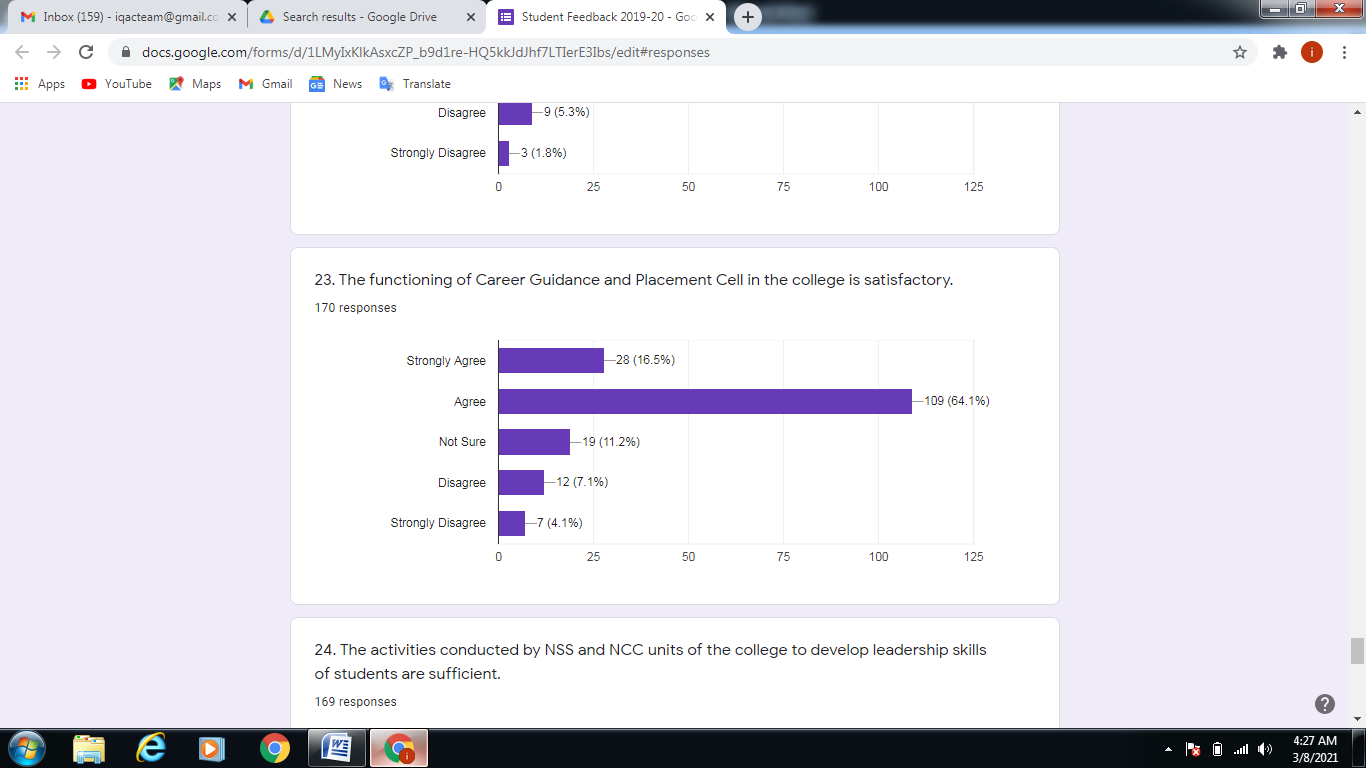 Inbox (159) - iqacteam@gmail.co
Search results - Google Drive
Student Feedback 2019-20 - Goo
docs.google.com/forms/d/1LMyIxKlkAsxcZP_b9d1re-HQ5kkJdJhf7LTIerE3Ibs/edit#responses
i
Apps
YouTube
Maps
Gmail
News
Translate
Disagree
9 (5.3%)
Strongly Disagree
3 (1.8%)
0 25 50 75 100 125
23. The functioning of Career Guidance and Placement Cell in the college is satisfactory.
170 responses
Strongly Agree
28 (16.5%)
Agree
109 (64.1%)
Not Sure
19 (11.2%)
Disagree
12 (7.1%)
Strongly Disagree
7 (4.1%)
0 25 50 75 100 125
24. The activities conducted by NSS and NCC units of the college to develop leadership skills
of students are sufficient.
169 responses
4:27 AM
3/8/2021